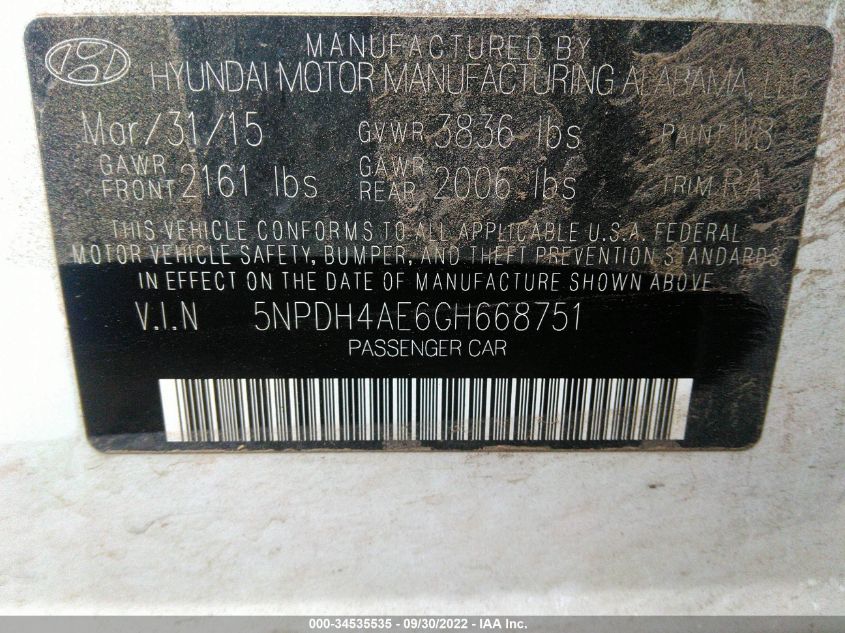 MANUFACTURED BY
HYUNDAI MOTOR MANUFACTURING ALABAMA, LLC
Mar/31/15 GVWR 3836 lbs PAINT W8
GAWR FRONT 2161 lbs GAWR REAR 2006 lbs TRIM RA
THIS VEHICLE CONFORMS TO ALL APPLICABLE U.S.A. FEDERAL
MOTOR VEHICLE SAFETY, BUMPER, AND THEFT PREVENTION STANDARDS
IN EFFECT ON THE DATE OF MANUFACTURE SHOWN ABOVE
V.I.N 5NPDH4AE6GH668751
PASSENGER CAR
000-34535535 - 09/30/2022 - IAA Inc.